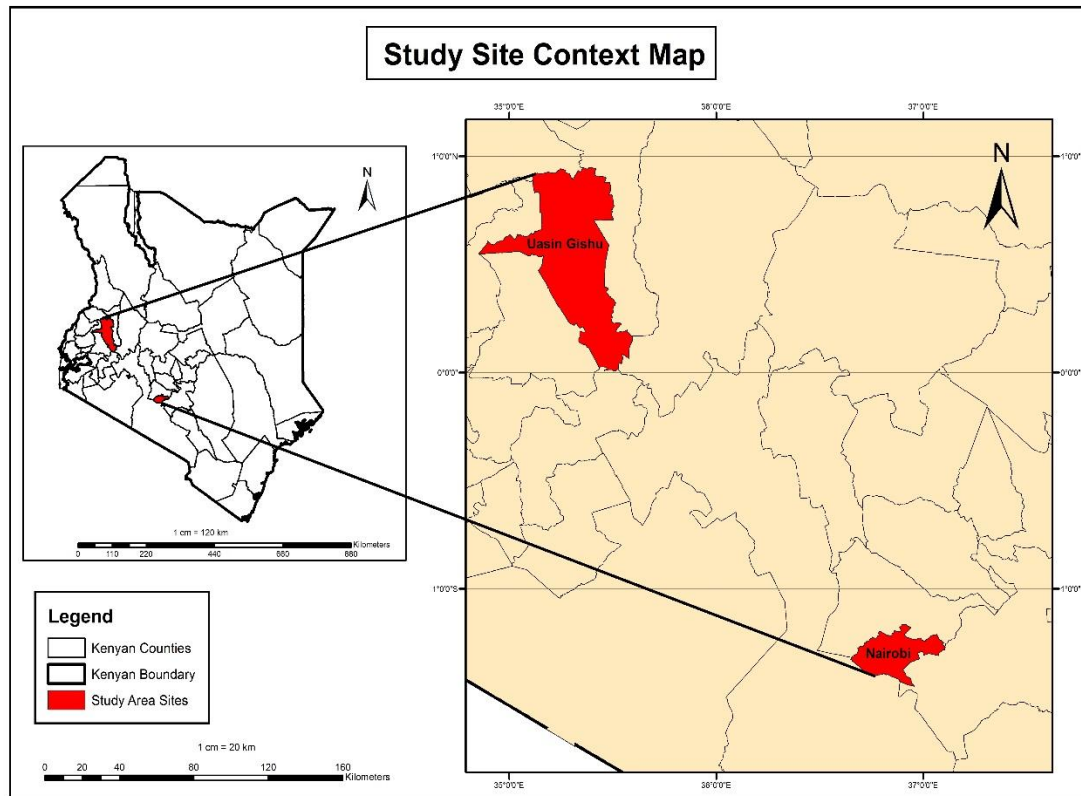 Study Site Context Map
35°0'0"E
36°0'0"E
37°0'0"E
1°0'0"N
1°0'0"N
N
N
Uasin Gishu
0°0'0"
0°0'0"
1 cm = 120 km
Kilometers
0 110 220 440 660 880
1°0'0"S
1°0'0"S
Legend
Kenyan Counties
Kenyan Boundary
Study Area Sites
Nairobi
1 cm = 20 km
Kilometers
0 20 40 80 120 160
35°0'0"E
36°0'0"E
37°0'0"E